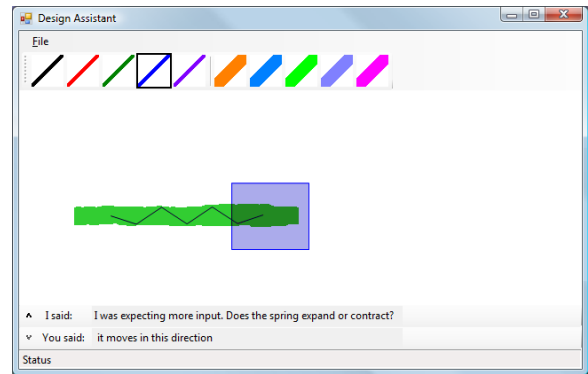 Design Assistant
File
I said: I was expecting more input. Does the spring expand or contract?
You said: it moves in this direction
Status